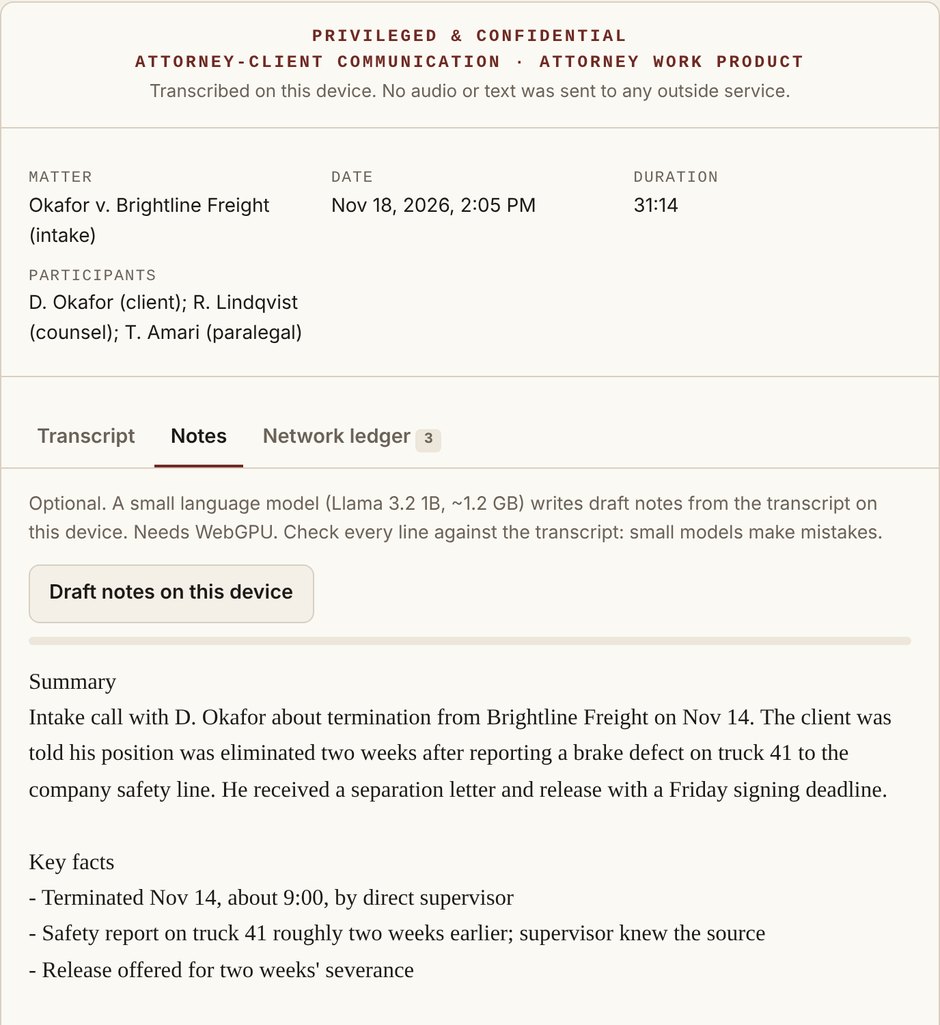 PRIVILEGED & CONFIDENTIAL
ATTORNEY-CLIENT COMMUNICATION · ATTORNEY WORK PRODUCT
Transcribed on this device. No audio or text was sent to any outside service.
MATTER
Okafor v. Brightline Freight
(intake)
DATE
Nov 18, 2026, 2:05 PM
DURATION
31:14
PARTICIPANTS
D. Okafor (client); R. Lindqvist
(counsel); T. Amari (paralegal)
Transcript Notes Network ledger 3
Optional. A small language model (Llama 3.2 1B, ~1.2 GB) writes draft notes from the transcript on
this device. Needs WebGPU. Check every line against the transcript: small models make mistakes.
Draft notes on this device
Summary
Intake call with D. Okafor about termination from Brightline Freight on Nov 14. The client was
told his position was eliminated two weeks after reporting a brake defect on truck 41 to the
company safety line. He received a separation letter and release with a Friday signing deadline.
Key facts
- Terminated Nov 14, about 9:00, by direct supervisor
- Safety report on truck 41 roughly two weeks earlier; supervisor knew the source
- Release offered for two weeks' severance